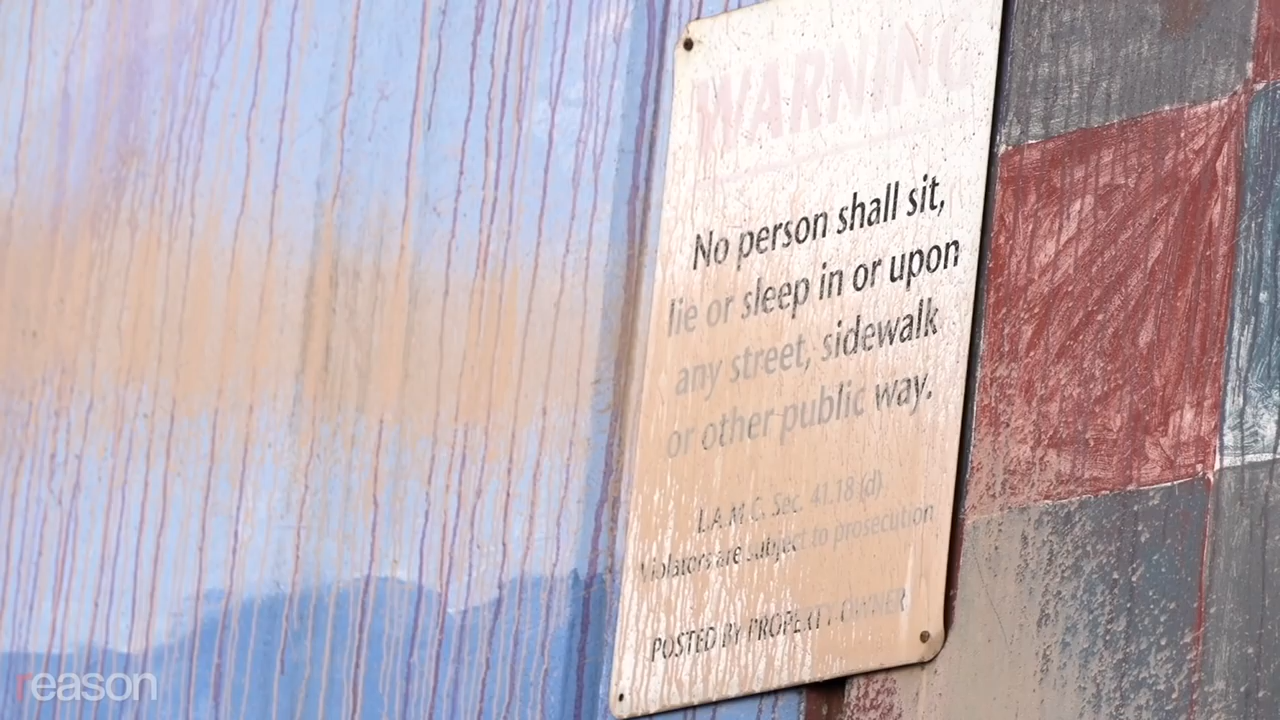 WARNING
No person shall sit,
lie or sleep in or upon
any street, sidewalk
or other public way.
L.A.M.C. Sec. 41.18 (d)
Violators are subject to prosecution
POSTED BY PROPERTY OWNER
reason